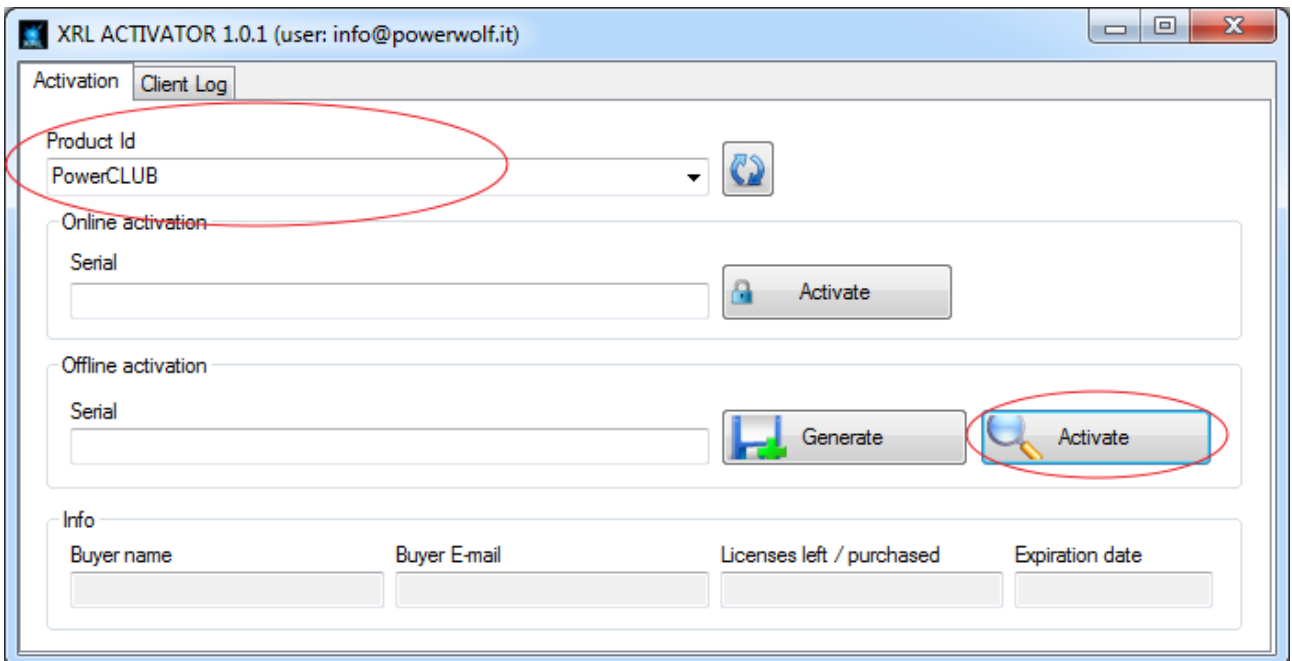 XRL ACTIVATOR 1.0.1 (user: info@powerwolf.it)
Activation Client Log
Product Id
PowerCLUB
Online activation
Serial
Activate
Offline activation
Serial
Generate Activate
Info
Buyer name Buyer E-mail Licenses left / purchased Expiration date